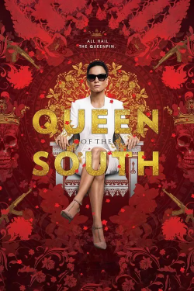 ALL HAIL
THE QUEENPIN.
QUEEN
OF THE
SOUTH